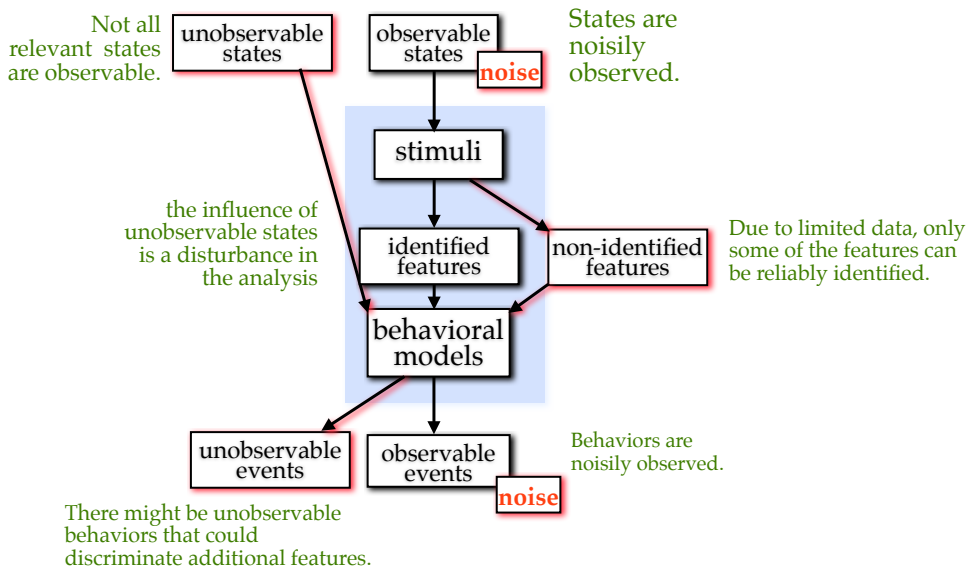 Not all
relevant states
are observable.
unobservable
states
observable
states
noise
States are
noisily
observed.
stimuli
the influence of
unobservable states
is a disturbance in
the analysis
identified
features
non-identified
features
Due to limited data, only
some of the features can
be reliably identified.
behavioral
models
unobservable
events
observable
events
noise
Behaviors are
noisily observed.
There might be unobservable
behaviors that could
discriminate additional features.